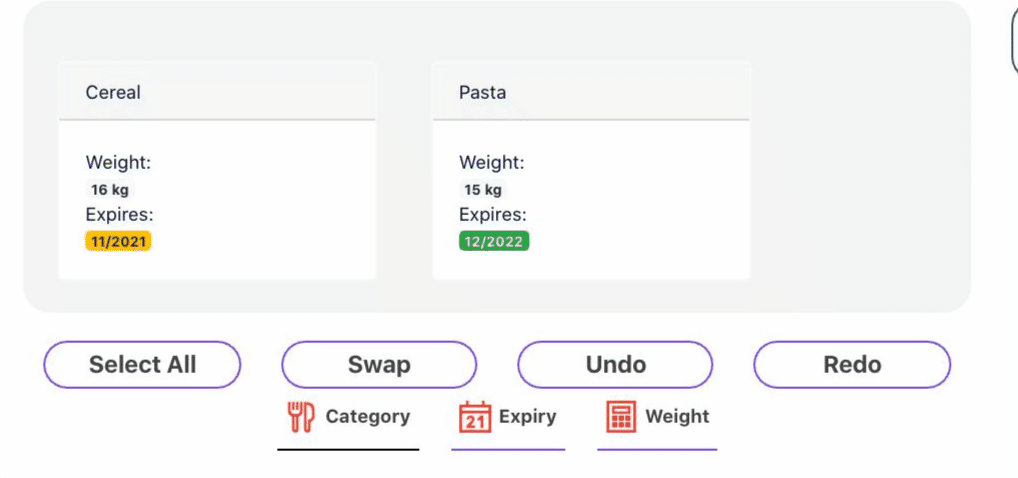 Cereal
Weight:
16 kg
Expires:
11/2021
Pasta
Weight:
15 kg
Expires:
12/2022
Select All
Swap
Undo
Redo
Category
21
Expiry
Weight